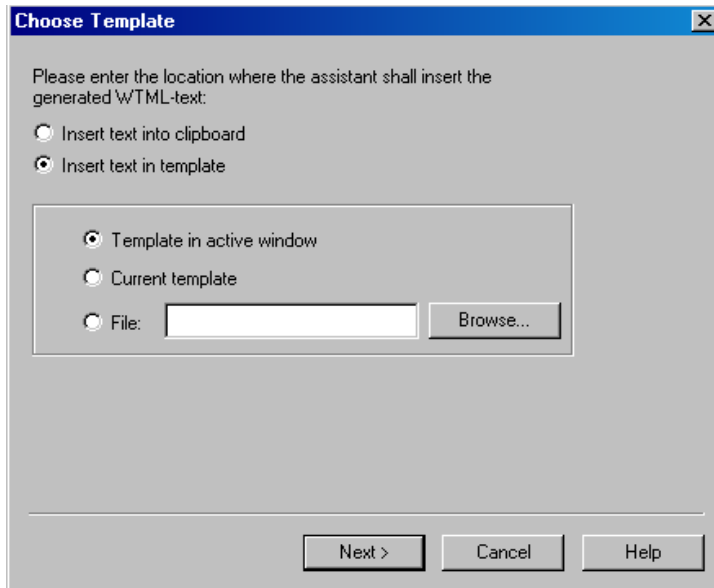 Choose Template
Please enter the location where the assistant shall insert the
generated WTML-text:
Insert text into clipboard
Insert text in template
Template in active window
Current template
File:
Browse...
Next >
Cancel
Help